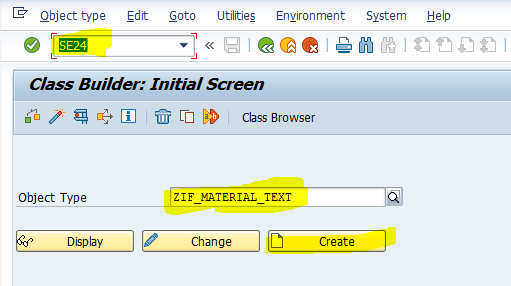 Object type Edit Goto Utilities Environment System Help
SE24
Class Builder: Initial Screen
Class Browser
Object Type ZIF_MATERIAL_TEXT
Display Change Create